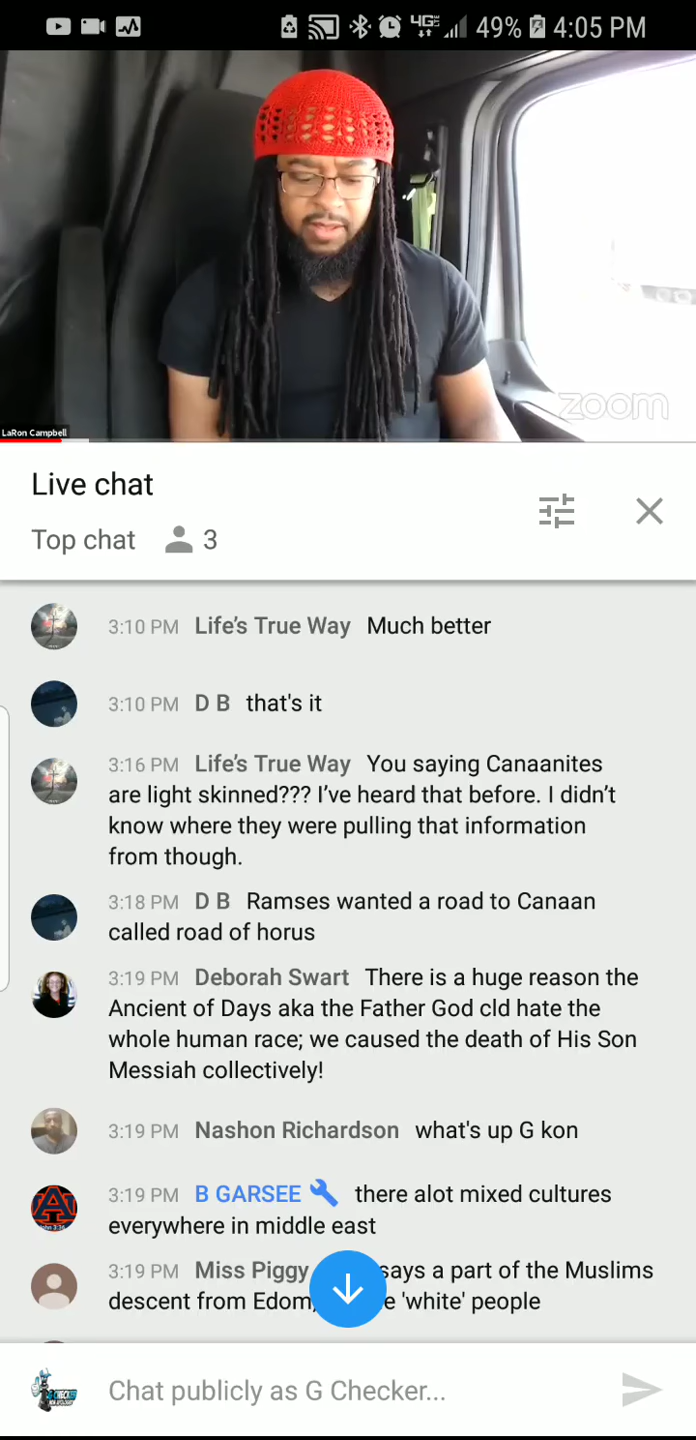 4G LTE 49% 4:05 PM
zoom
LaRon Campbell
Live chat
Top chat 3
3:10 PM Life’s True Way Much better
3:10 PM D B that's it
3:16 PM Life’s True Way You saying Canaanites
are light skinned??? I’ve heard that before. I didn’t
know where they were pulling that information
from though.
3:18 PM D B Ramses wanted a road to Canaan
called road of horus
3:19 PM Deborah Swart There is a huge reason the
Ancient of Days aka the Father God cld hate the
whole human race; we caused the death of His Son
Messiah collectively!
3:19 PM Nashon Richardson what's up G kon
3:19 PM B GARSEE there alot mixed cultures
everywhere in middle east
3:19 PM Miss Piggy says a part of the Muslims
descent from Edom, 'white' people
Chat publicly as G Checker...